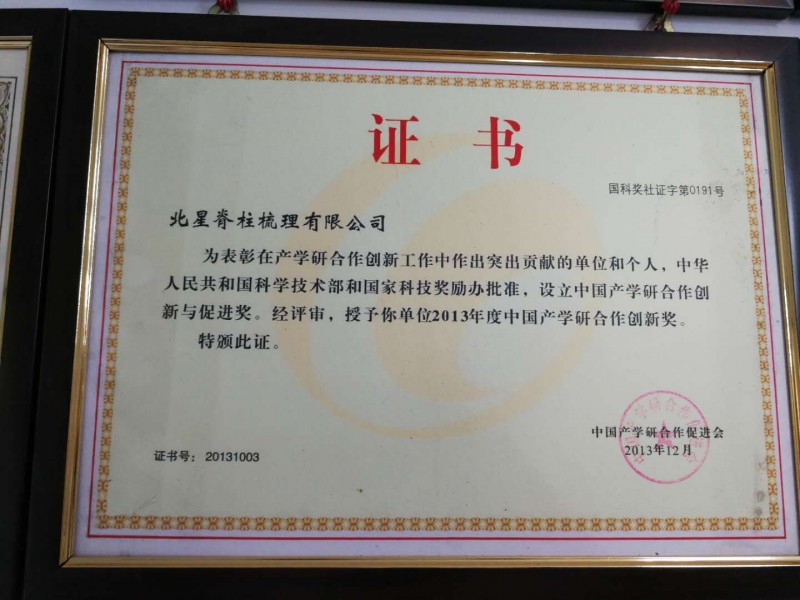 证书
国科奖社证字第0191号
北星脊柱梳理有限公司
为表彰在产学研合作创新工作中作出突出贡献的单位和个人，中华
人民共和国科学技术部和国家科技奖励办批准，设立中国产学研合作创
新与促进奖。经评审，授予你单位2013年度中国产学研合作创新奖。
特颁此证。
中国产学研合作促进会
2013年12月
证书号：20131003